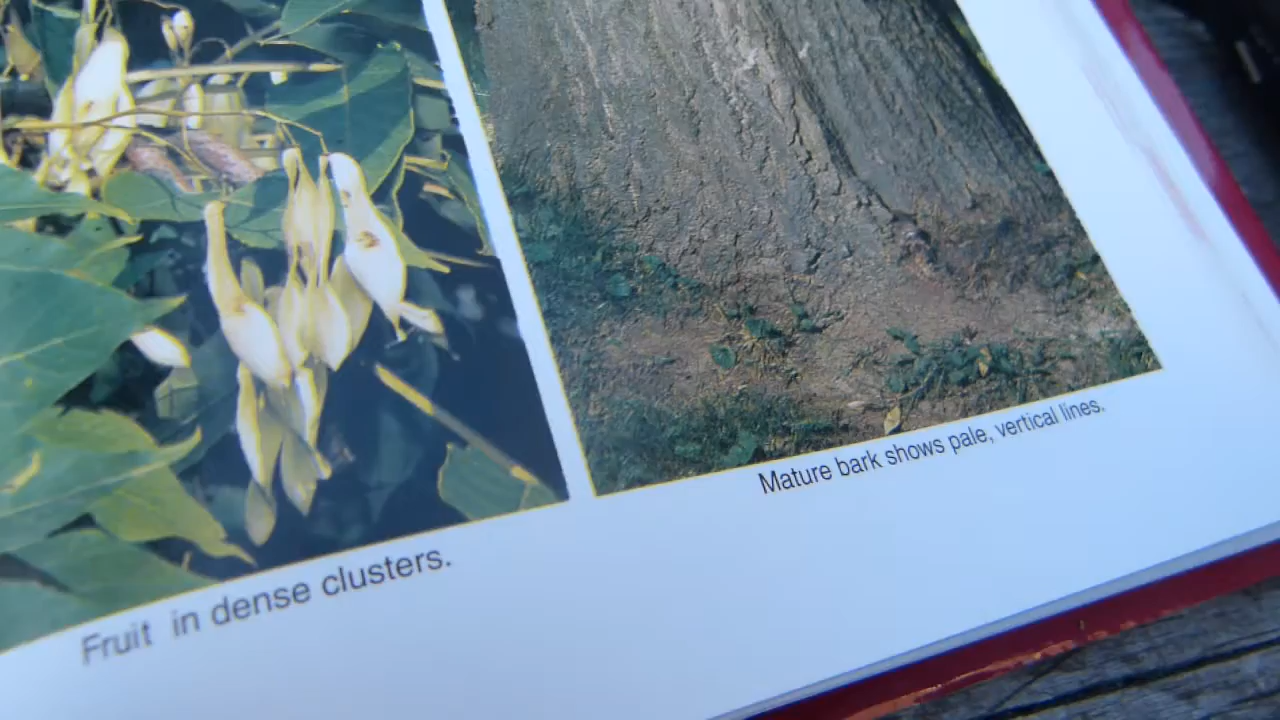 Fruit in dense clusters.
Mature bark shows pale, vertical lines.